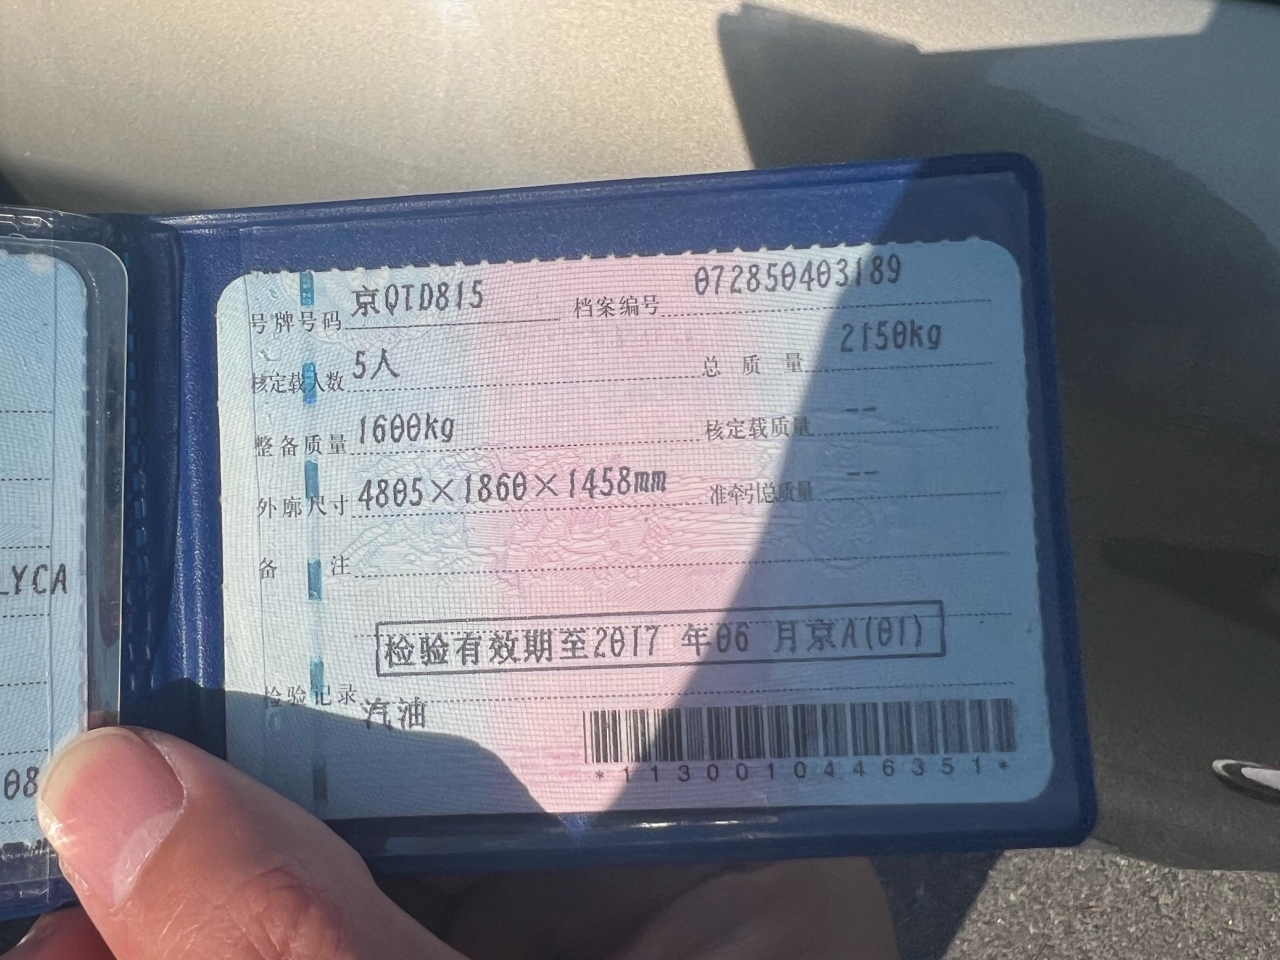 号牌号码 京QTD815 档案编号 072850403189
核定载人数 5人 总质量 2150kg
整备质量 1600kg 核定载质量 --
外廓尺寸 4805×1860×1458mm 准牵引总质量 --
备注
检验有效期至2017 年06 月京A(01)
检验记录 汽油
*1130010446351*
LYCA
08